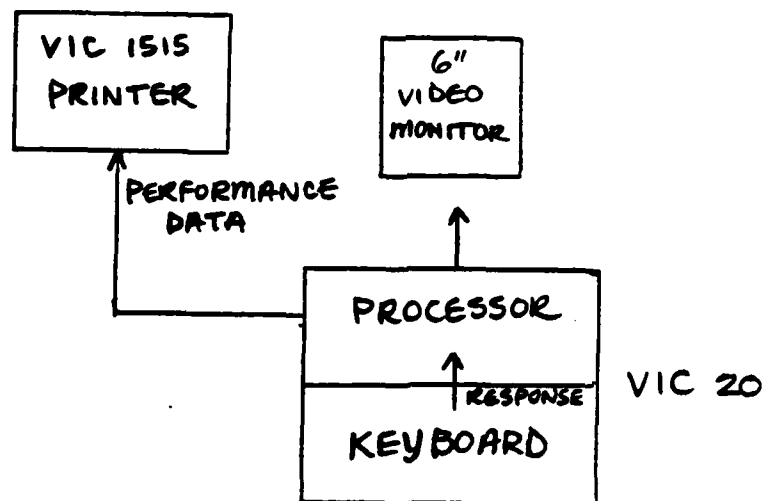 VIC 1515
PRINTER
6"
VIDEO
MONITOR
PERFORMANCE
DATA
PROCESSOR
RESPONSE
VIC 20
KEYBOARD